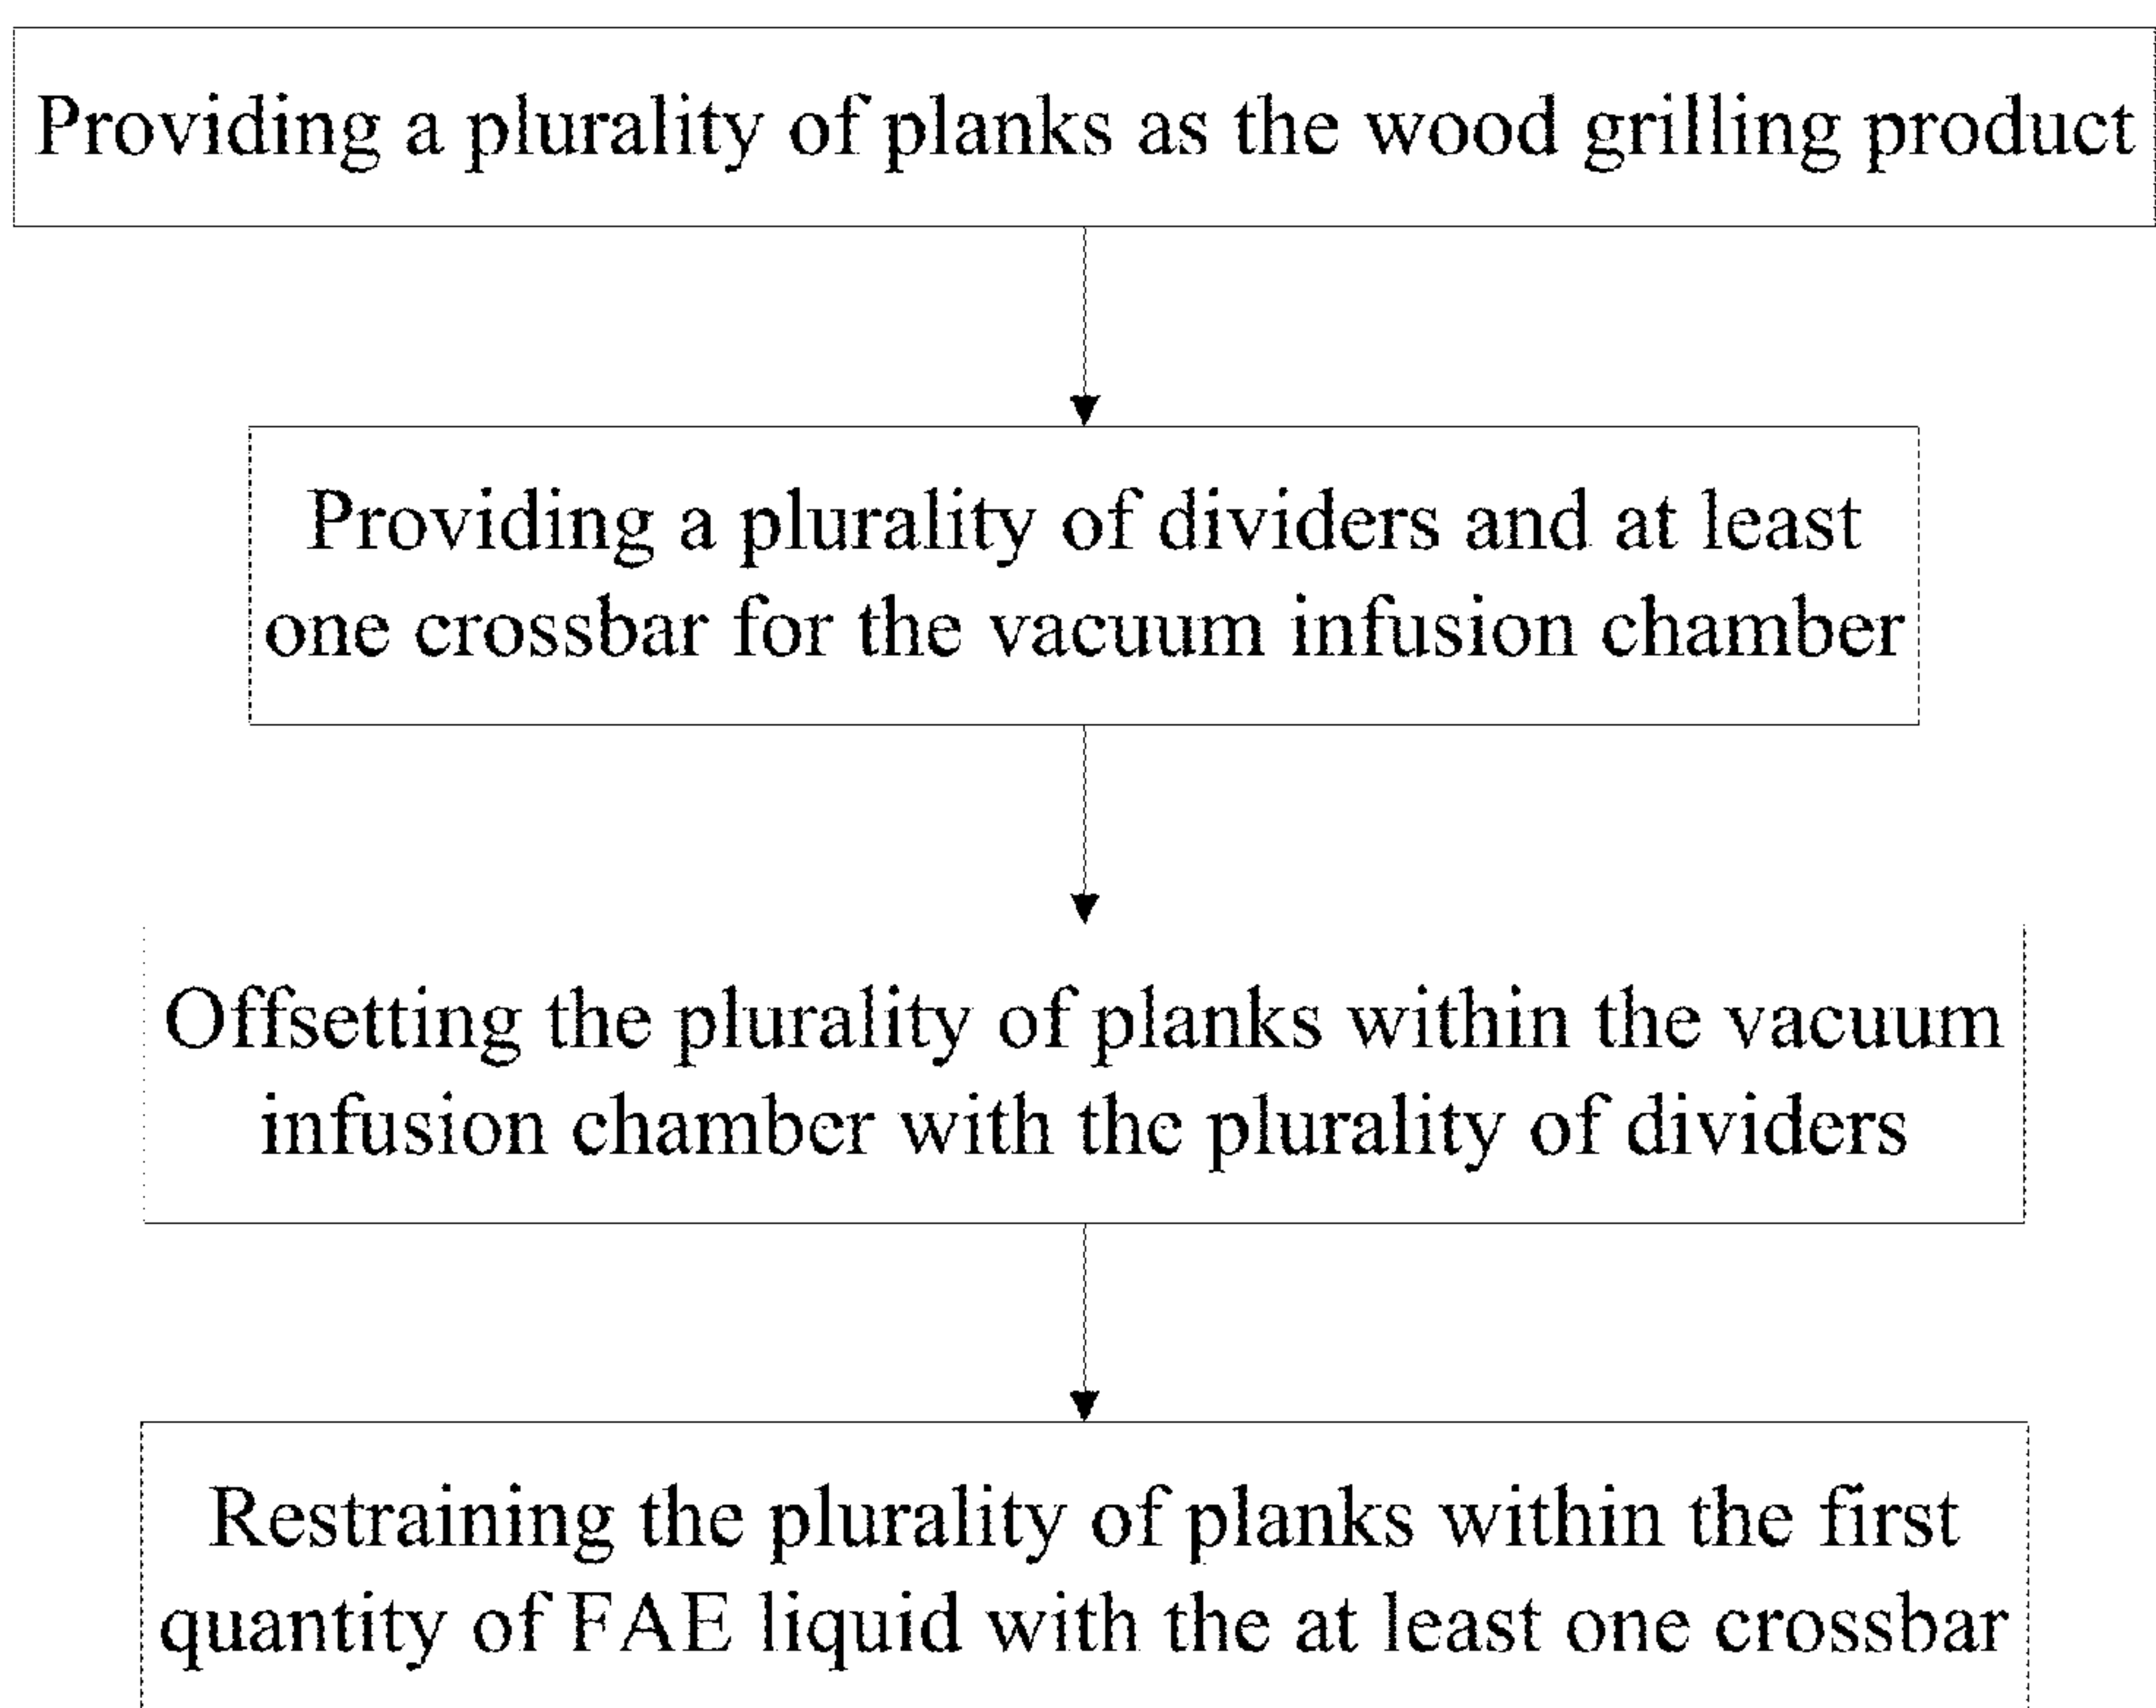 Providing a plurality of planks as the wood grilling product
Providing a plurality of dividers and at least
one crossbar for the vacuum infusion chamber
Offsetting the plurality of planks within the vacuum
infusion chamber with the plurality of dividers
Restraining the plurality of planks within the first
quantity of FAE liquid with the at least one crossbar